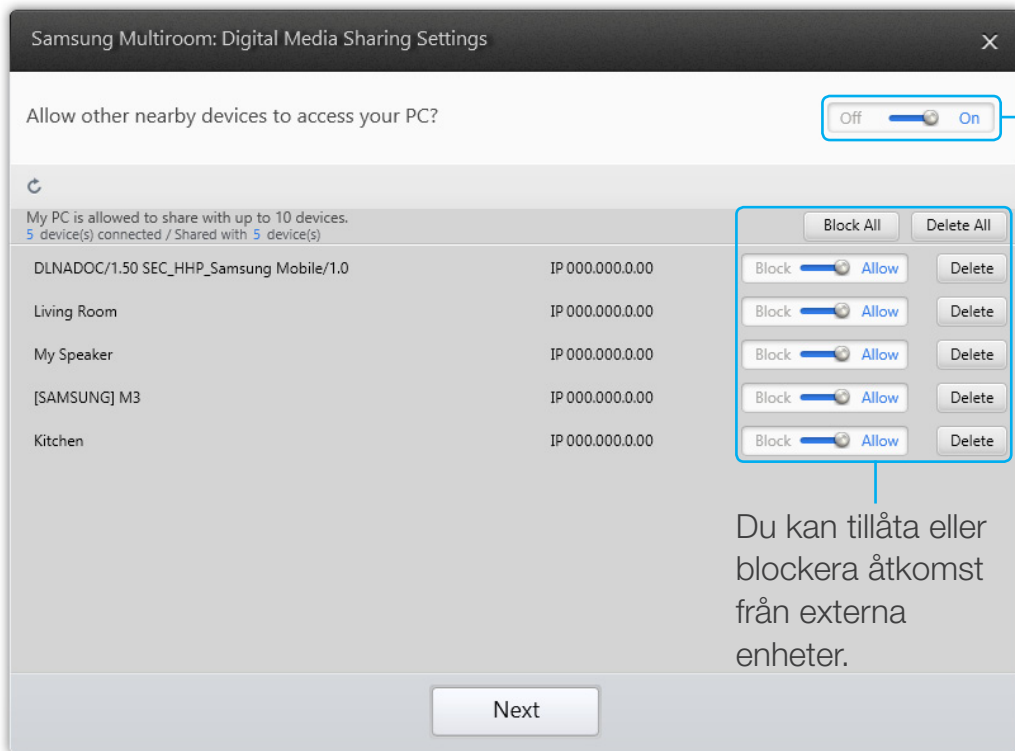 Samsung Multiroom: Digital Media Sharing Settings
Allow other nearby devices to access your PC?
Off On
My PC is allowed to share with up to 10 devices.
5 device(s) connected / Shared with 5 device(s)
Block All Delete All
DLNADOC/1.50 SEC_HHP_Samsung Mobile/1.0 IP 000.000.0.00 Block Allow Delete
Living Room IP 000.000.0.00 Block Allow Delete
My Speaker IP 000.000.0.00 Block Allow Delete
[SAMSUNG] M3 IP 000.000.0.00 Block Allow Delete
Kitchen IP 000.000.0.00 Block Allow Delete
Du kan tillåta eller
blockera åtkomst
från externa
enheter.
Next